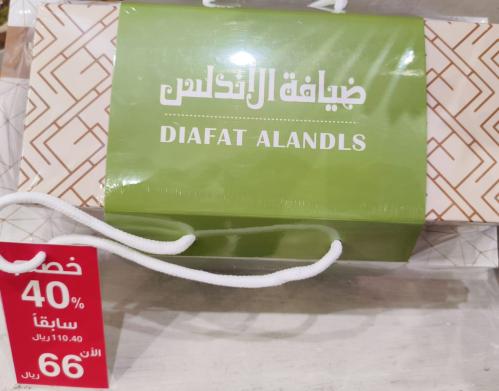 ضيافة الأندلس
DIAFAT ALANDLS
خصم
40%
سابقاً
110.40 ريال
الآن
66 ريال